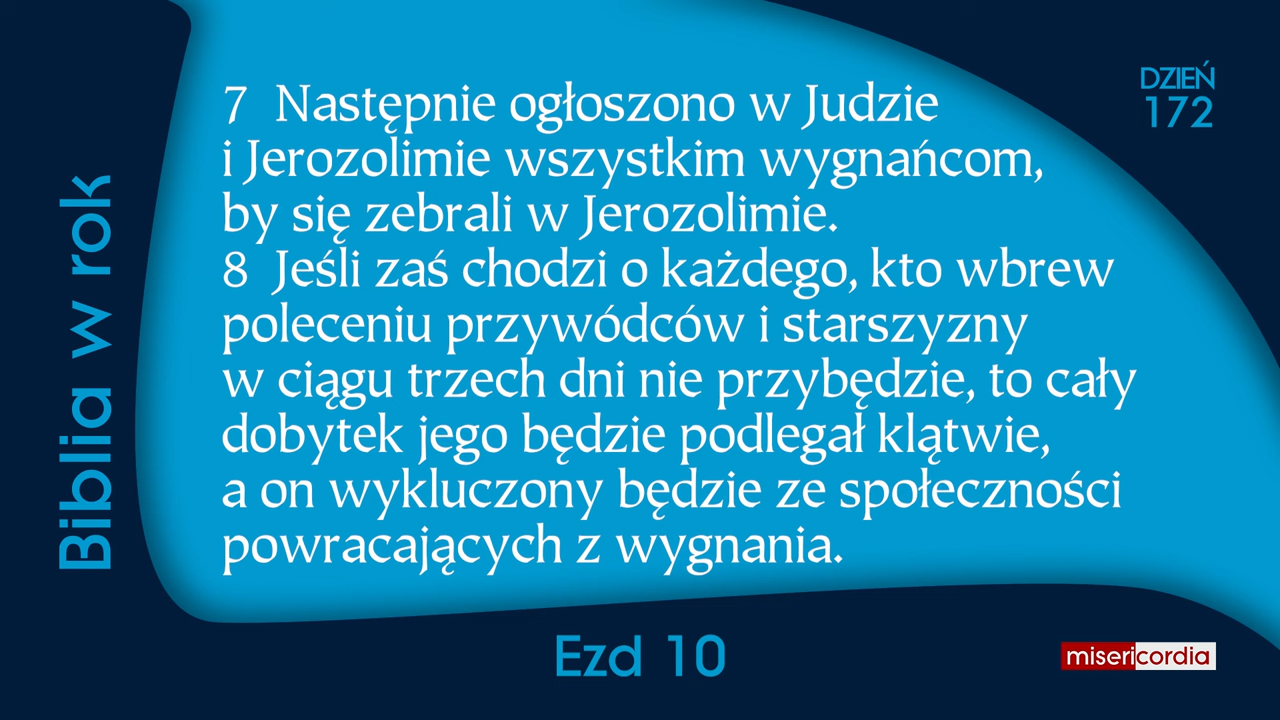 DZIEŃ
172
7 Następnie ogłoszono w Judzie
i Jerozolimie wszystkim wygnańcom,
by się zebrali w Jerozolimie.
8 Jeśli zaś chodzi o każdego, kto wbrew
poleceniu przywódców i starszyzny
w ciągu trzech dni nie przybędzie, to cały
dobytek jego będzie podlegał klątwie,
a on wykluczony będzie ze społeczności
powracających z wygnania.
Biblia w rok
Ezd 10
misericordia